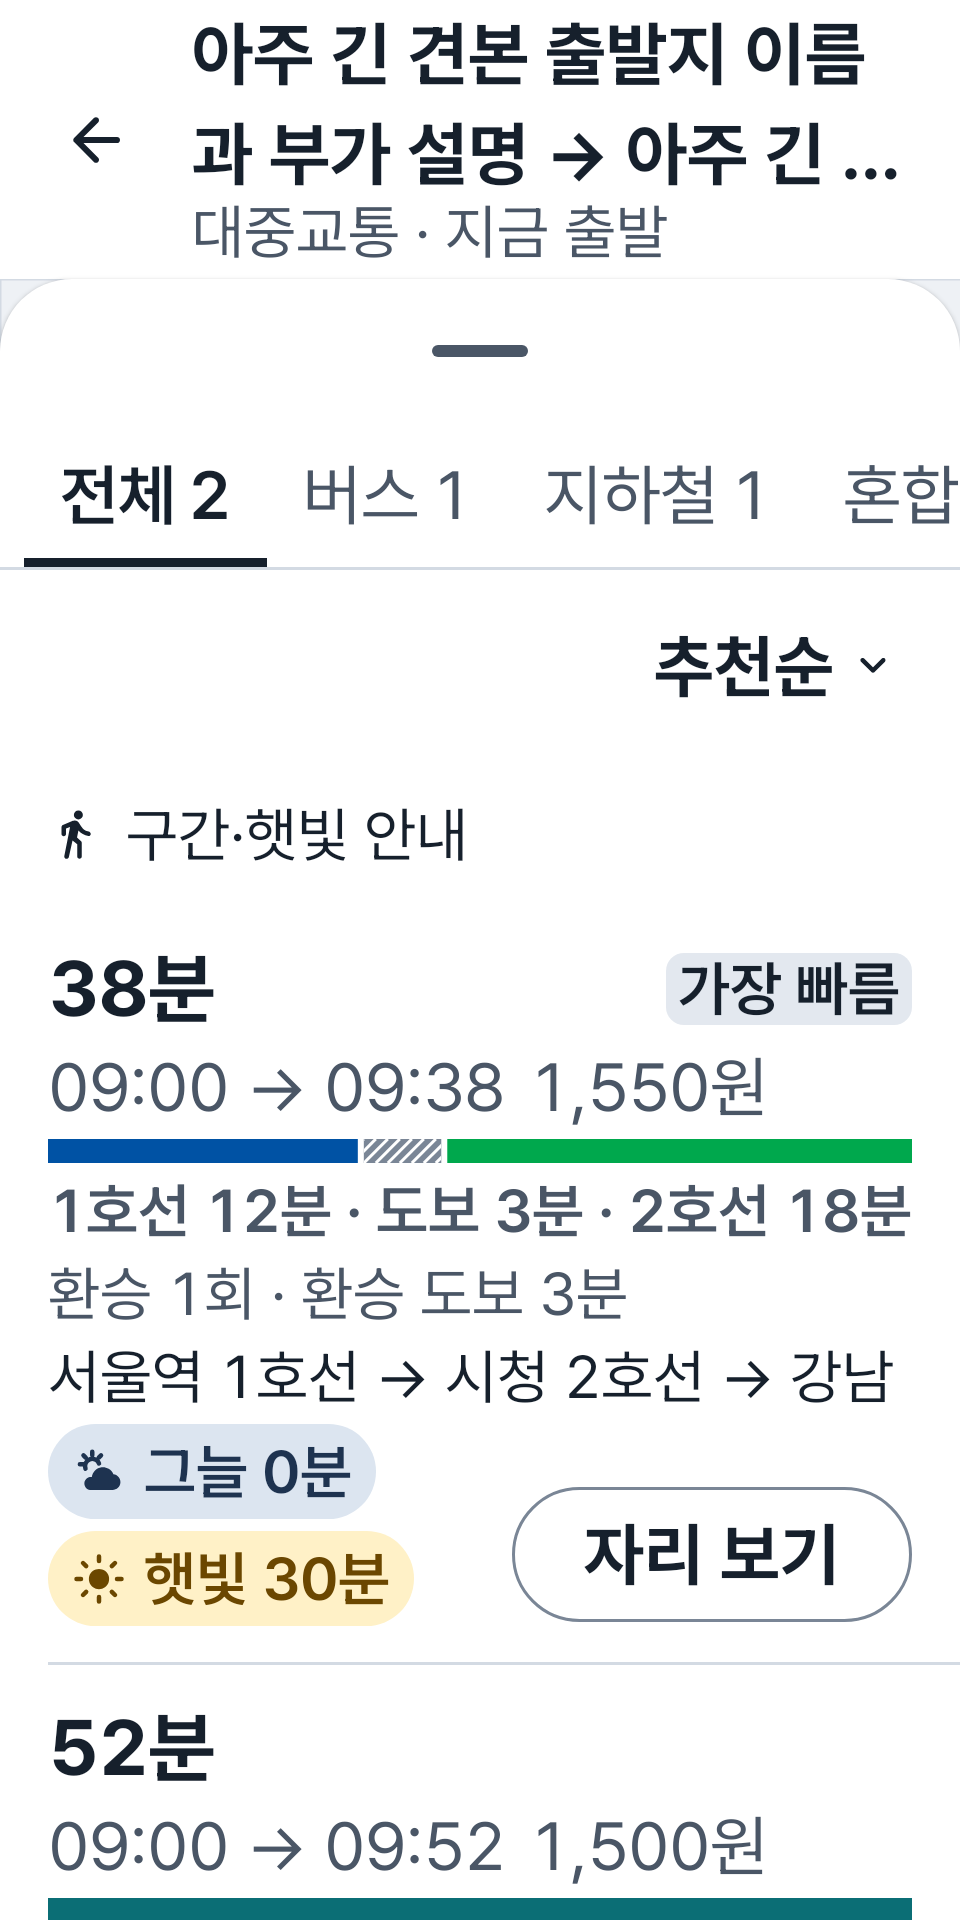 아주 긴 견본 출발지 이름
과 부가 설명 → 아주 긴 ...
대중교통 · 지금 출발
전체 2 버스 1 지하철 1 혼합
추천순
구간·햇빛 안내
38분 가장 빠름
09:00 → 09:38 1,550원
1호선 12분 · 도보 3분 · 2호선 18분
환승 1회 · 환승 도보 3분
서울역 1호선 → 시청 2호선 → 강남
그늘 0분
햇빛 30분
자리 보기
52분
09:00 → 09:52 1,500원